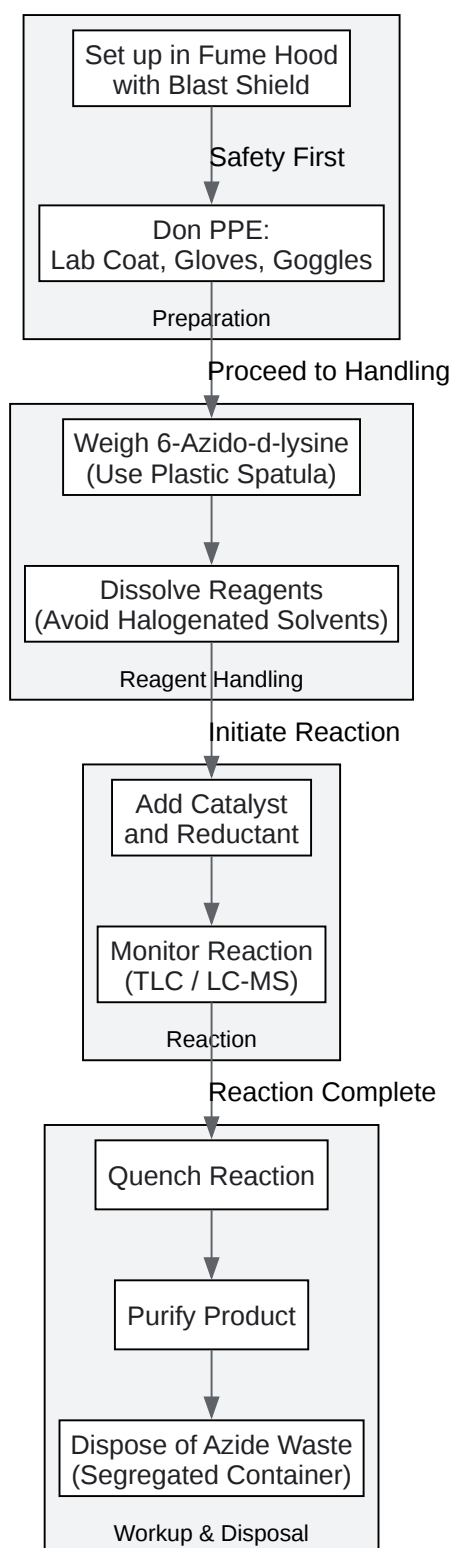 Set up in Fume Hood
with Blast Shield
Safety First
Don PPE:
Lab Coat, Gloves, Goggles
Preparation
Proceed to Handling
Weigh 6-Azido-d-lysine
(Use Plastic Spatula)
Dissolve Reagents
(Avoid Halogenated Solvents)
Reagent Handling
Initiate Reaction
Add Catalyst
and Reductant
Monitor Reaction
(TLC / LC-MS)
Reaction
Reaction Complete
Quench Reaction
Purify Product
Dispose of Azide Waste
(Segregated Container)
Workup & Disposal